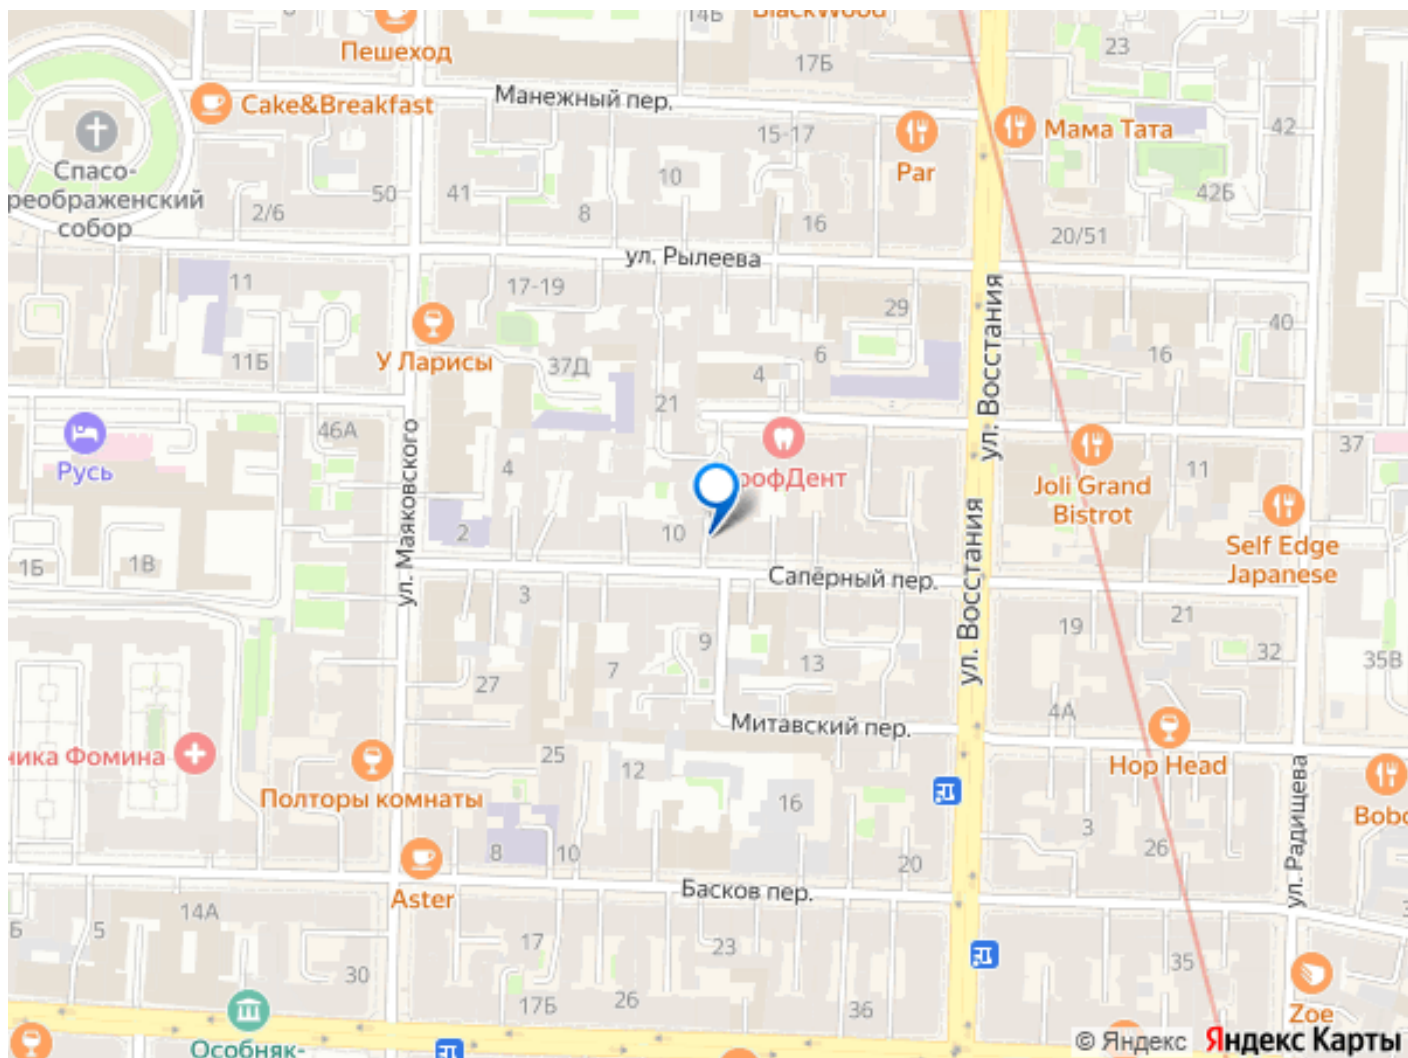 14Б
BlackWood
Пешеход
17Б
23
Cake&Breakfast
Манежный пер.
15-17
Par
Мама Тата
42
Спасо-
реображенский
собор
2/6
50
41
10
8
16
42Б
20/51
ул. Рылеева
11
17-19
29
40
У Ларисы
11Б
37Д
6
4
16
ул. Восстания
21
46А
Русь
ул. Маяковского
4
рофДент
Joli Grand
Bistrot
11
37
Self Edge
Japanese
2
10
1Б
1В
Сапёрный пер.
ул. Восстания
3
9
7
13
19
21
32
35В
27
Митавский пер.
4А
Hop Head
ника Фомина
25
12
16
Полторы комнаты
ул. Радищева
Bobo
8
10
3
26
20
Aster
Басков пер.
14А
5
17
23
30
17Б
26
36
35
Zoe
Особняк-
© Яндекс
Яндекс Карты